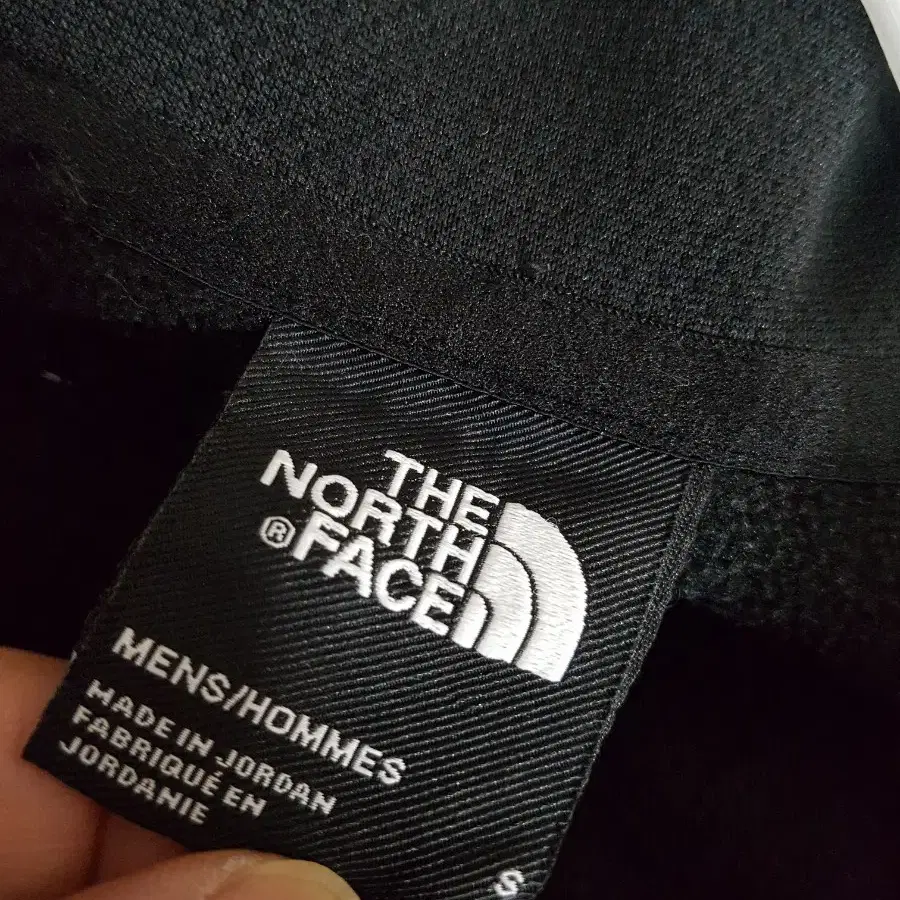 THE
NORTH
®FACE
MENS/HOMMES
MADE IN JORDAN
FABRIQUÉ EN
JORDANIE
S